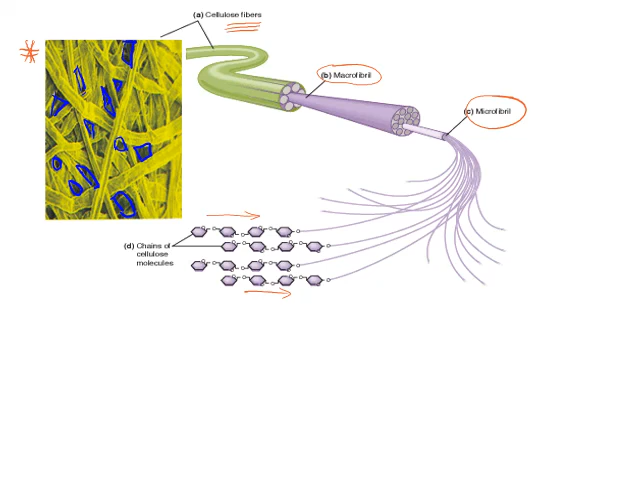 (a) Cellulose fibers
(b) Macrofibril
(c) Microfibril
(d) Chains of
cellulose
molecules